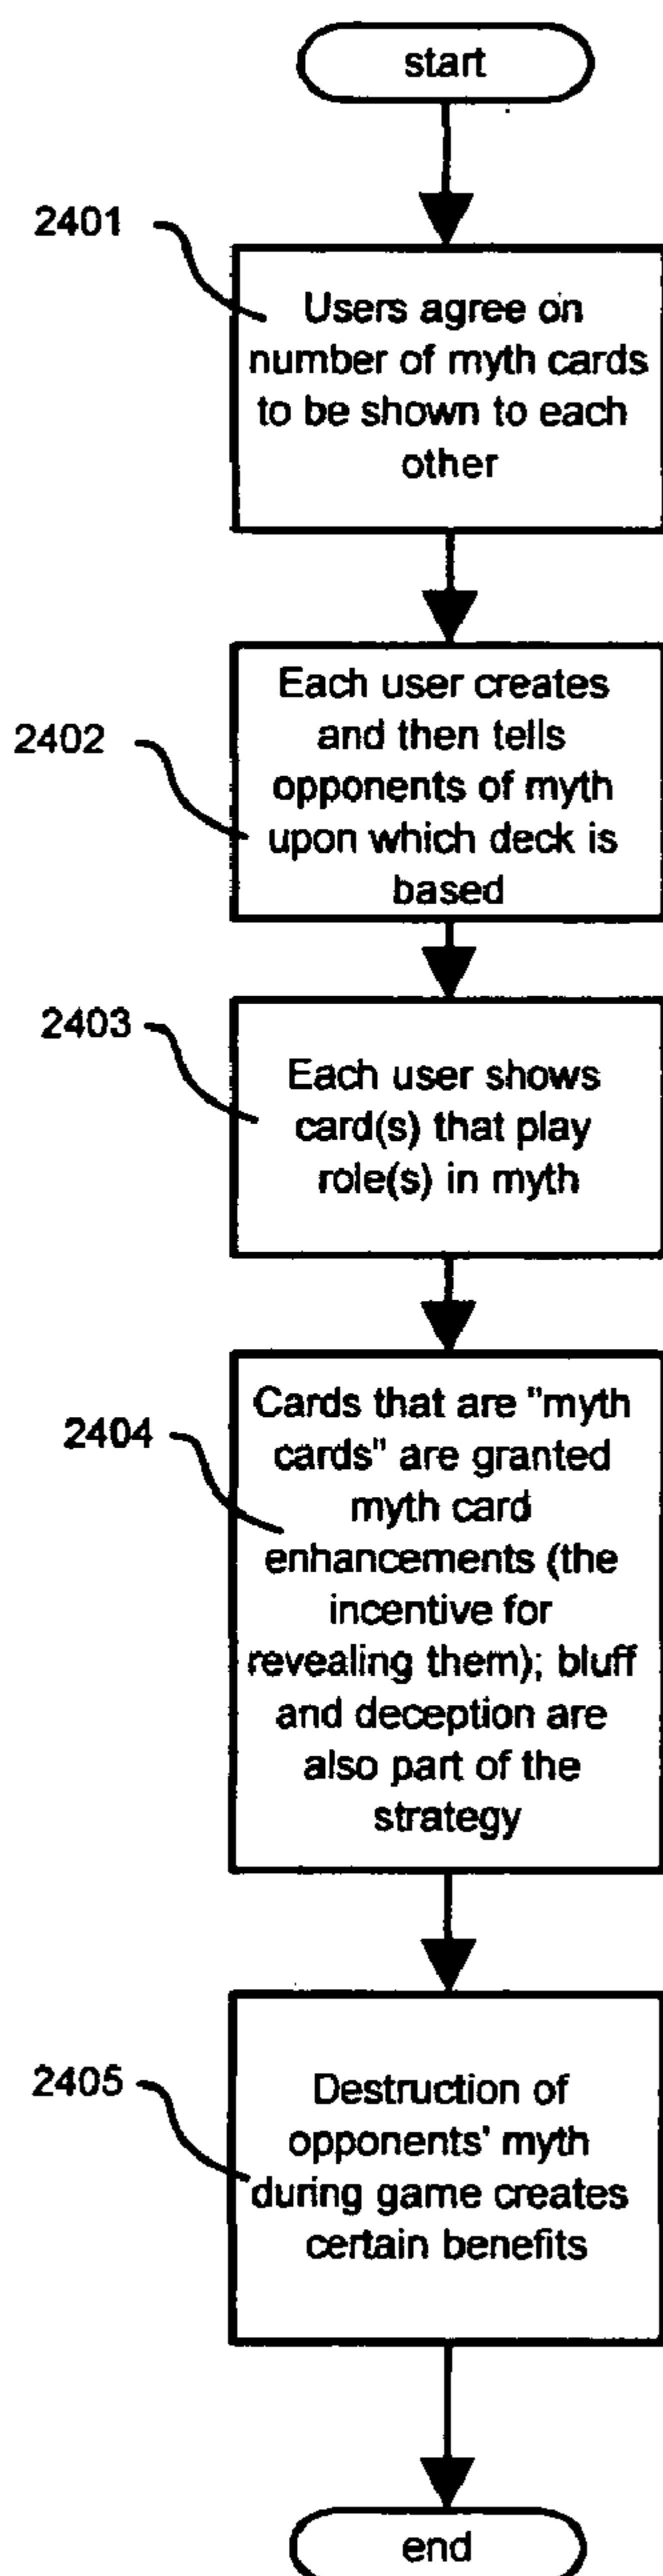 start
2401
Users agree on
number of myth cards
to be shown to each
other
2402
Each user creates
and then tells
opponents of myth
upon which deck is
based
2403
Each user shows
card(s) that play
role(s) in myth
2404
Cards that are "myth
cards" are granted
myth card
enhancements (the
incentive for
revealing them); bluff
and deception are
also part of the
strategy
2405
Destruction of
opponents' myth
during game creates
certain benefits
end